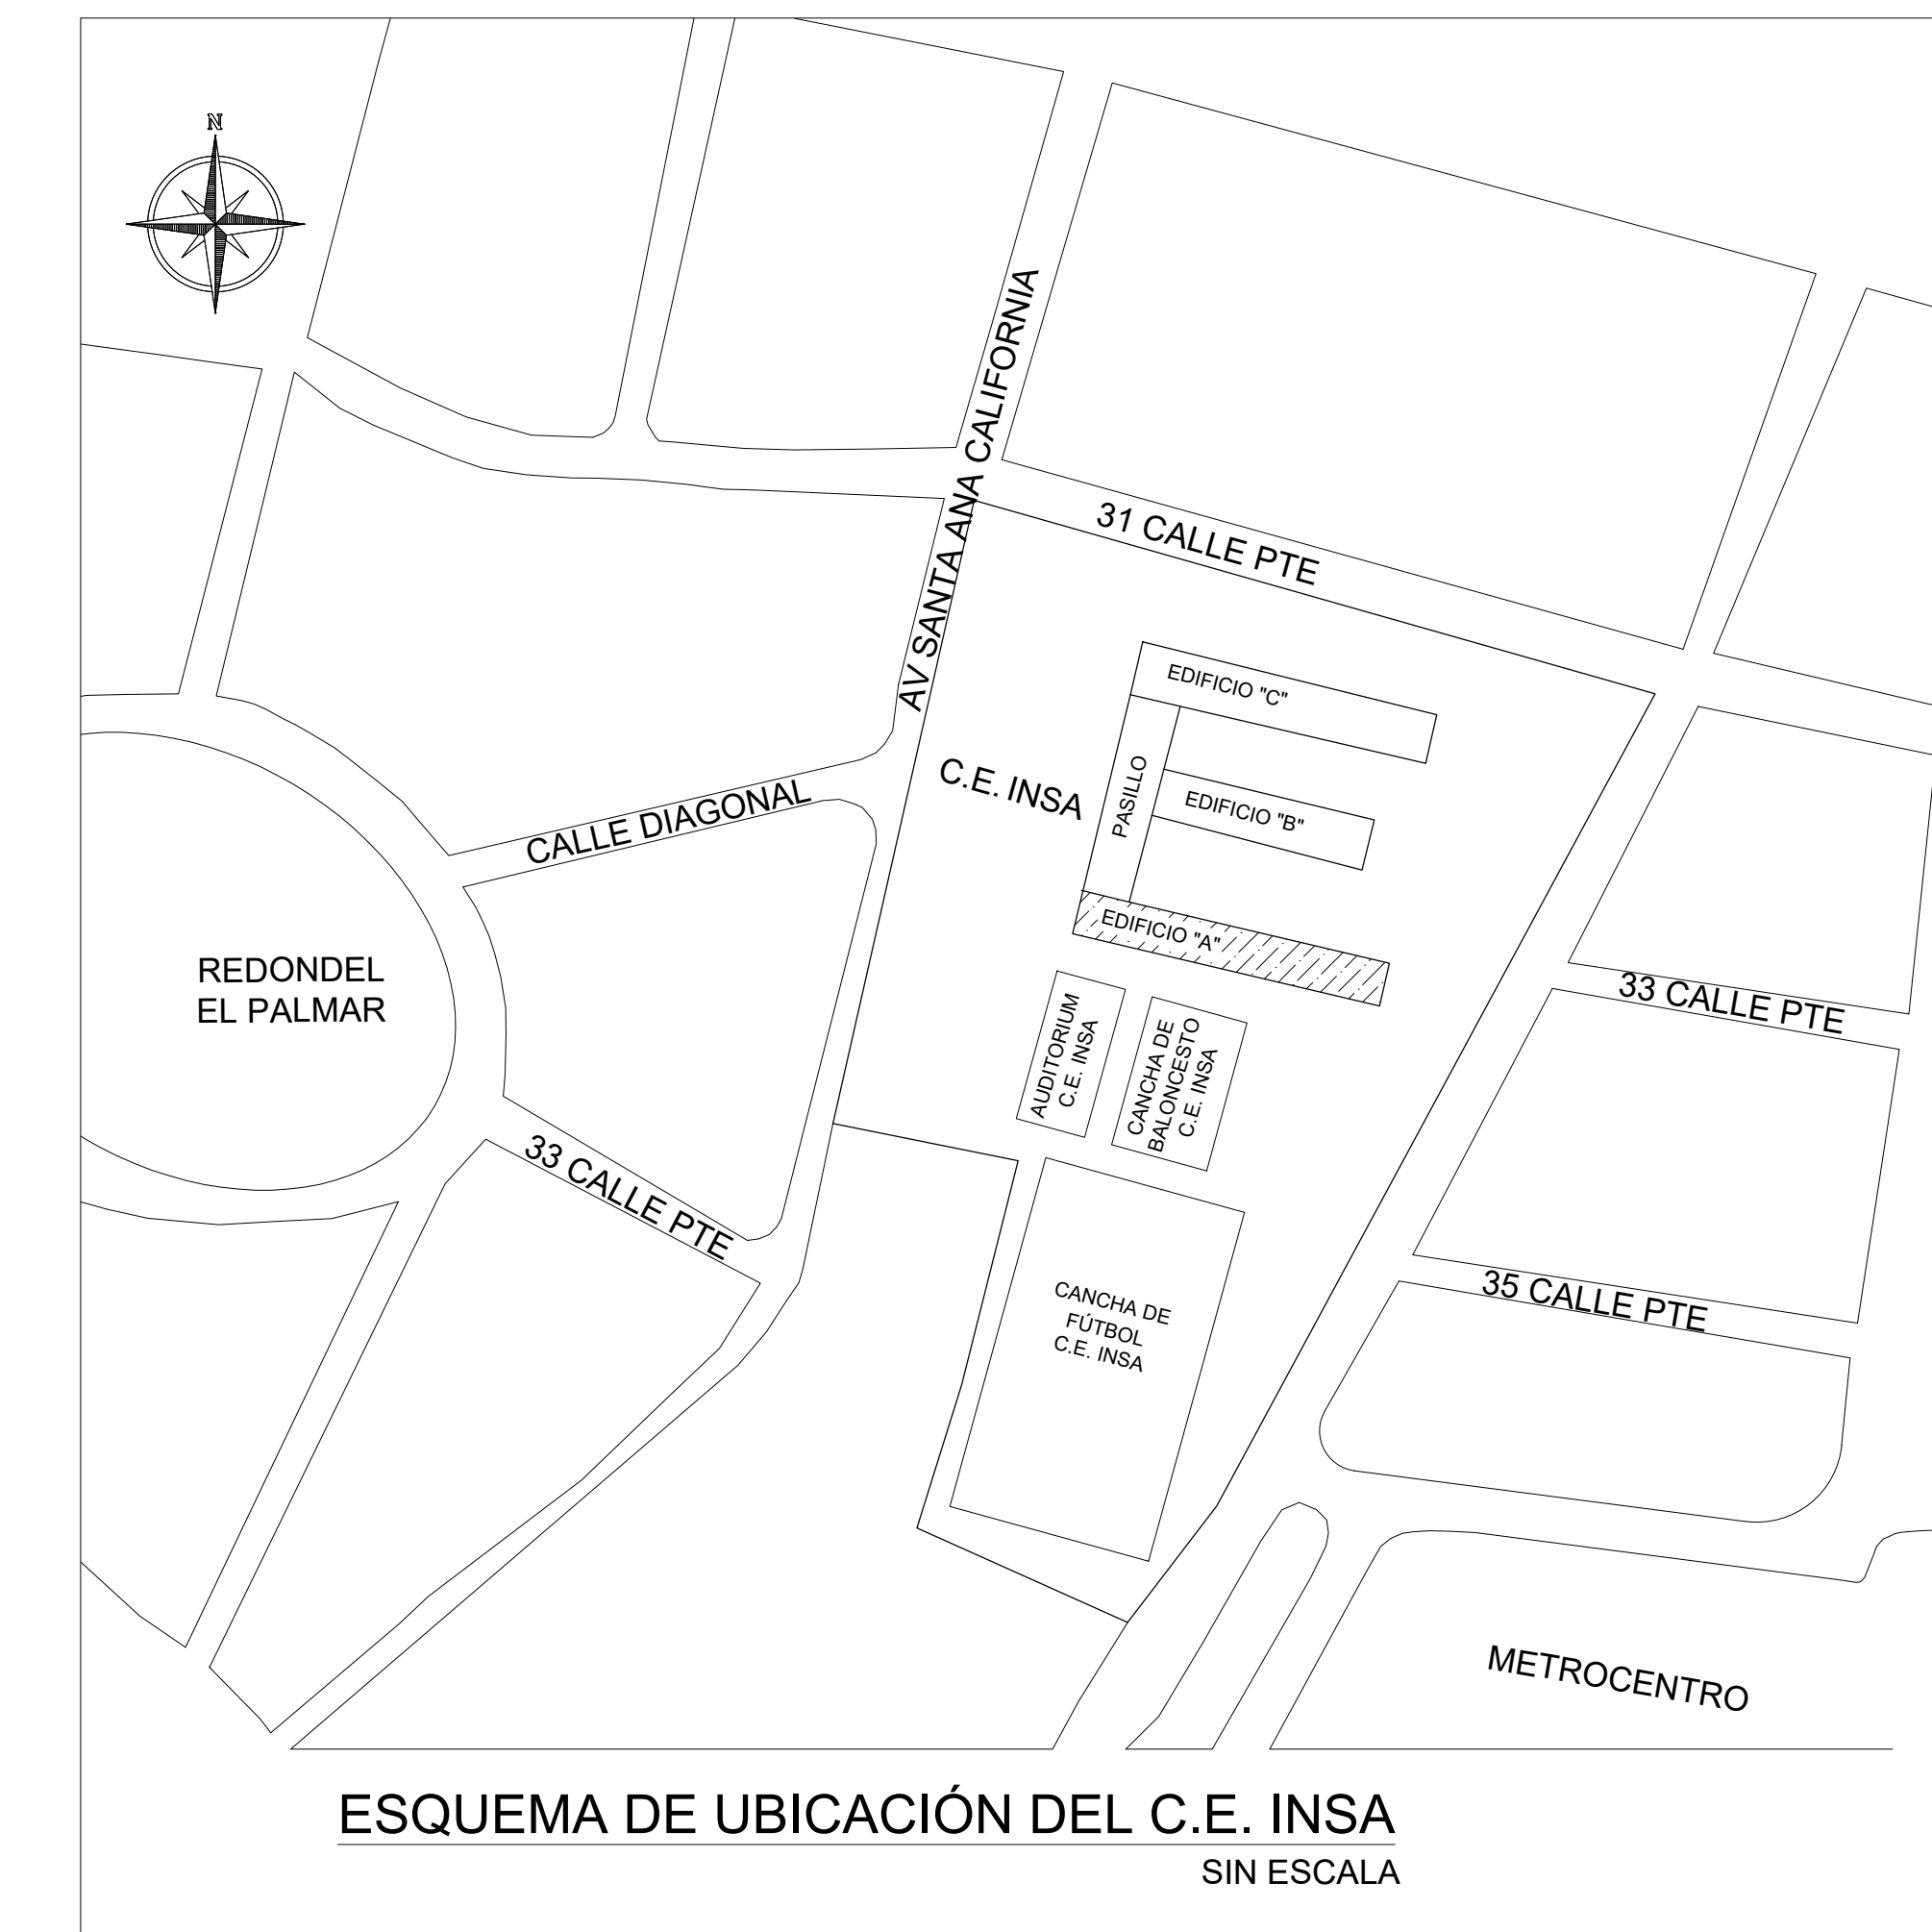 N
AV SANTA ANA CALIFORNIA
31 CALLE PTE
EDIFICIO "C"
C.E. INSA
PASILLO
EDIFICIO "B"
CALLE DIAGONAL
EDIFICIO "A"
REDONDEL
EL PALMAR
33 CALLE PTE
AUDITORIUM
C.E. INSA
CANCHA DE
BALONCESTO
C.E. INSA
33 CALLE PTE
CANCHA DE
FÚTBOL
C.E. INSA
35 CALLE PTE
METROCENTRO
ESQUEMA DE UBICACIÓN DEL C.E. INSA
SIN ESCALA